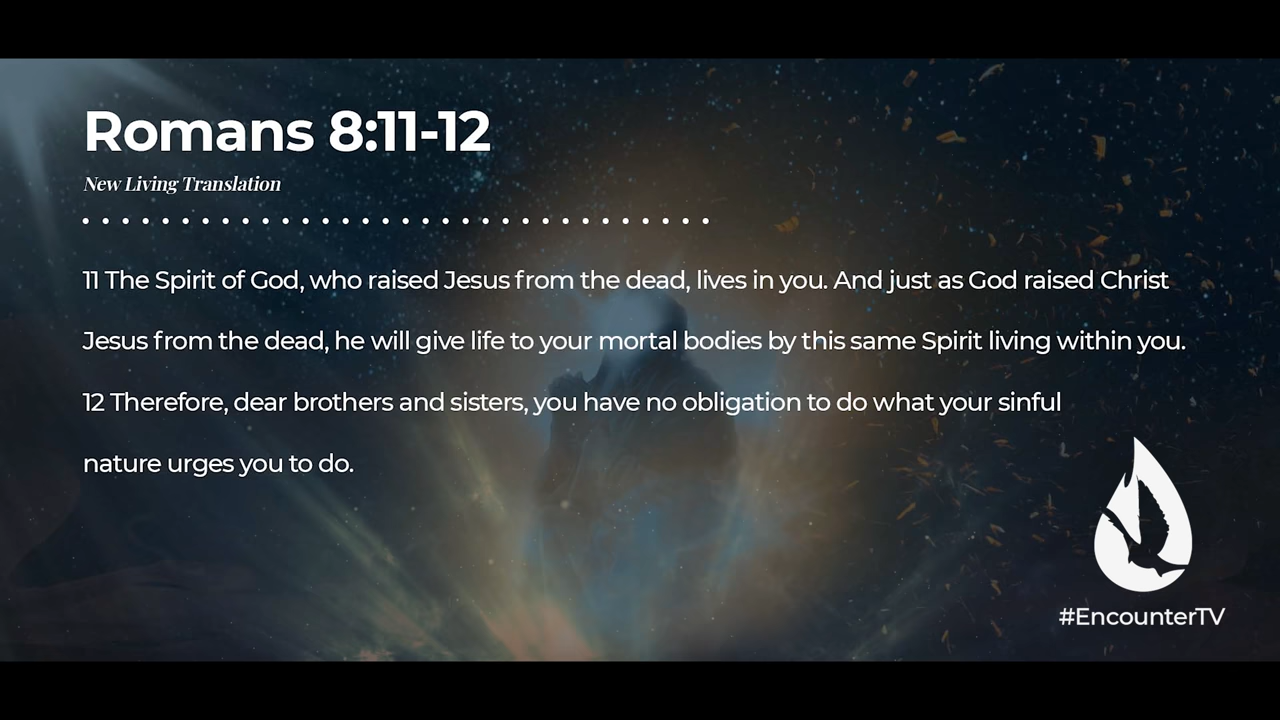 Romans 8:11-12
New Living Translation
11 The Spirit of God, who raised Jesus from the dead, lives in you. And just as God raised Christ
Jesus from the dead, he will give life to your mortal bodies by this same Spirit living within you.
12 Therefore, dear brothers and sisters, you have no obligation to do what your sinful
nature urges you to do.
#EncounterTV